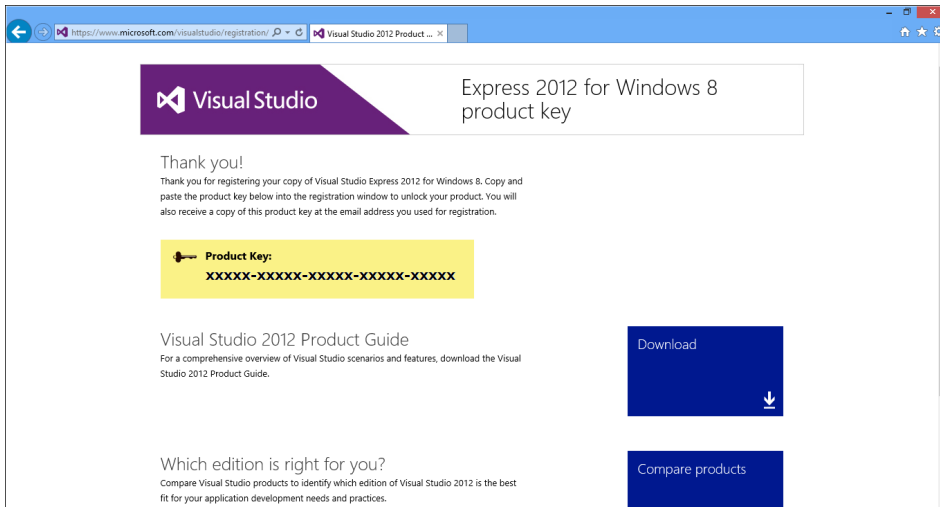 https://www.microsoft.com/visualstudio/registration/
Visual Studio 2012 Product ...
Visual Studio
Express 2012 for Windows 8
product key
Thank you!
Thank you for registering your copy of Visual Studio Express 2012 for Windows 8. Copy and
paste the product key below into the registration window to unlock your product. You will
also receive a copy of this product key at the email address you used for registration.
Product Key:
XXXXX-XXXXX-XXXXX-XXXXX-XXXXX
Visual Studio 2012 Product Guide
For a comprehensive overview of Visual Studio scenarios and features, download the Visual
Studio 2012 Product Guide.
Download
Which edition is right for you?
Compare Visual Studio products to identify which edition of Visual Studio 2012 is the best
fit for your application development needs and practices.
Compare products